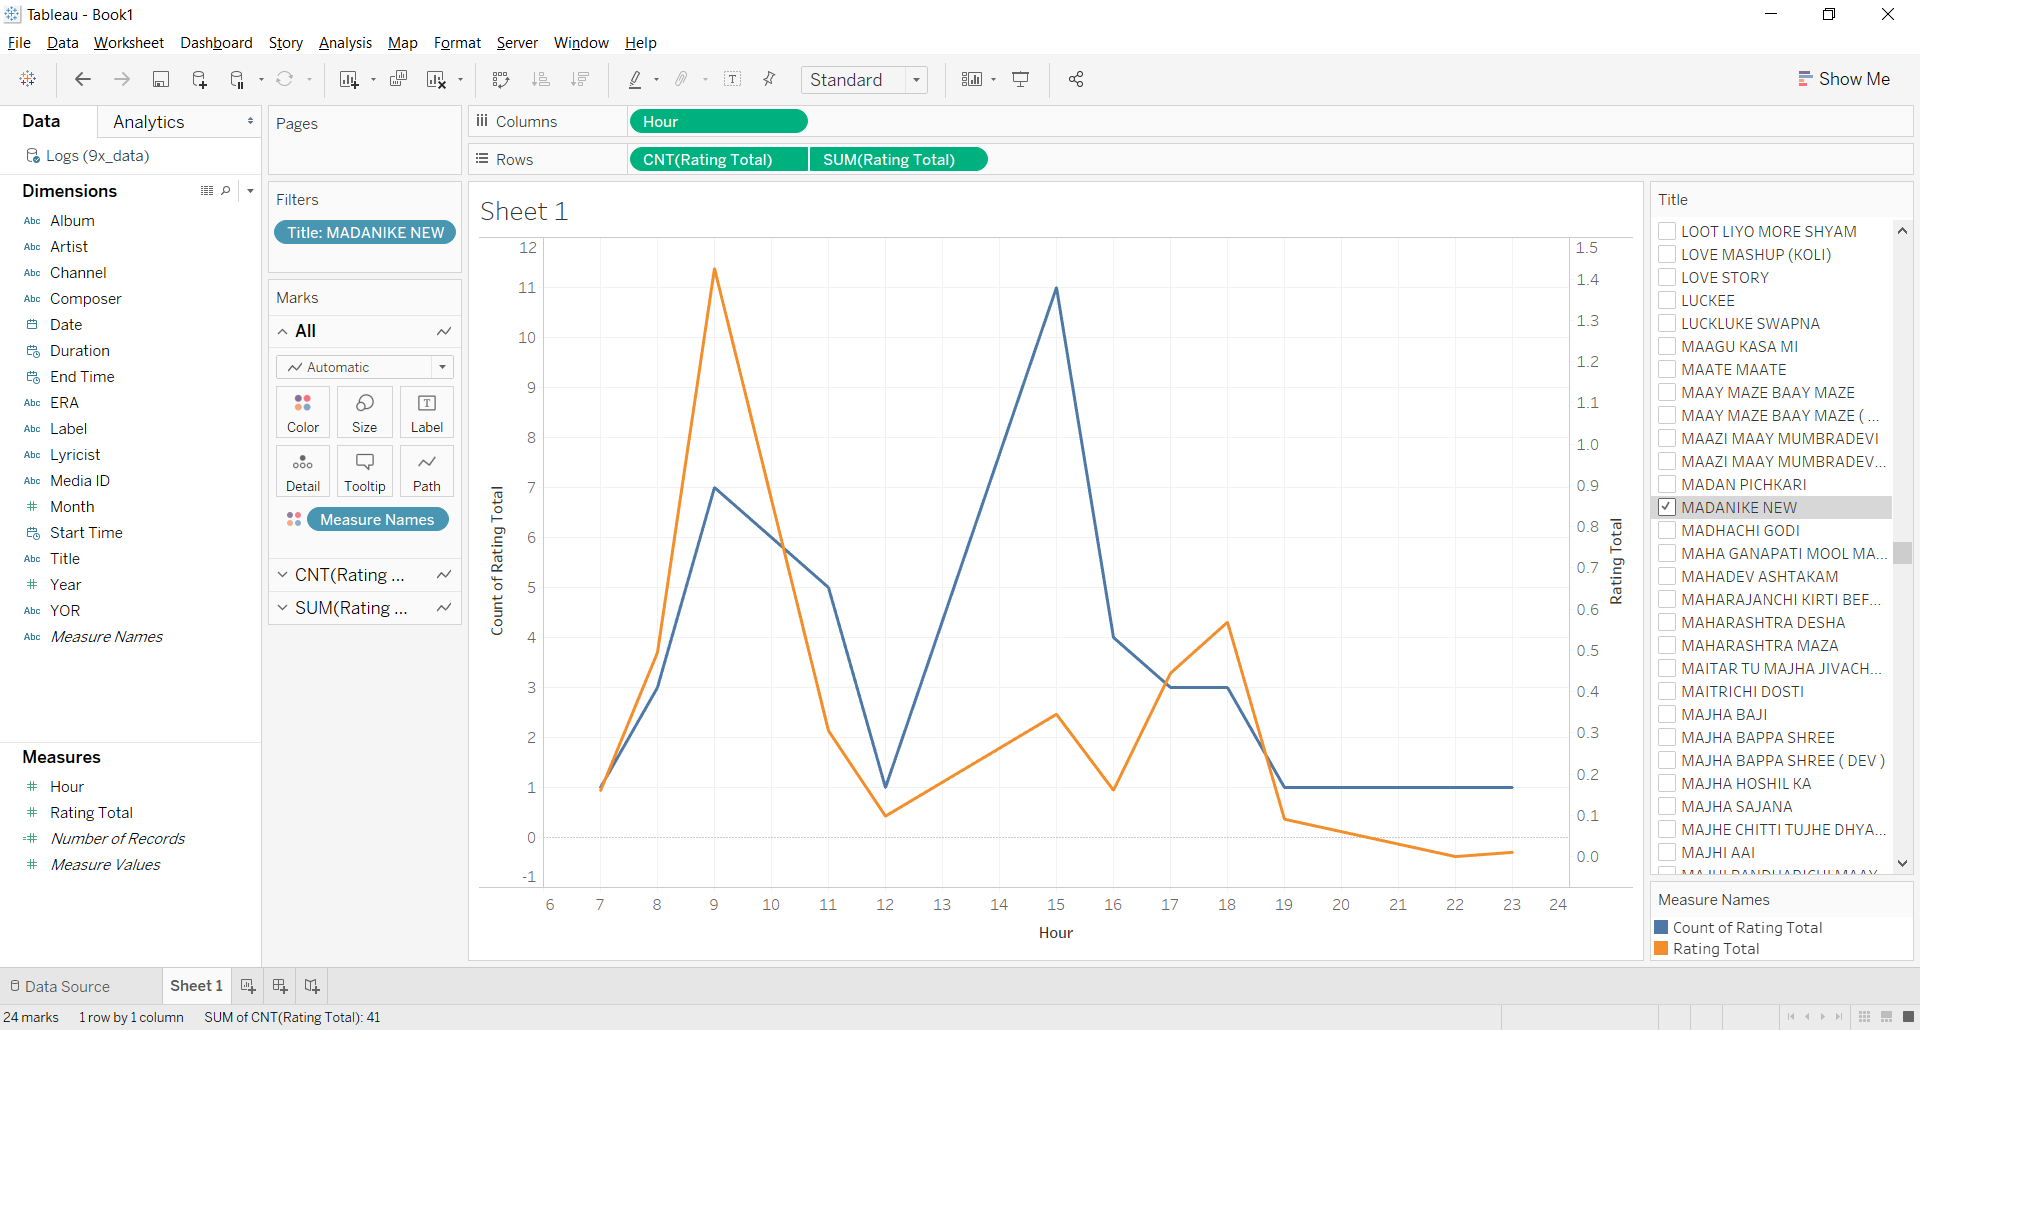 Tableau - Book1
File Data Worksheet Dashboard Story Analysis Map Format Server Window Help
Standard
Show Me
Data
Analytics
Logs (9x_data)
Dimensions
Abc Album
Abc Artist
Abc Channel
Abc Composer
Date
Duration
End Time
Abc ERA
Abc Label
Abc Lyricist
Abc Media ID
# Month
Start Time
Abc Title
# Year
Abc YOR
Abc Measure Names
Measures
# Hour
# Rating Total
=# Number of Records
# Measure Values
Pages
Filters
Title: MADANIKE NEW
Marks
All
Automatic
Color Size Label
Detail Tooltip Path
Measure Names
CNT(Rating ...
SUM(Rating ...
Columns
Hour
Rows
CNT(Rating Total) SUM(Rating Total)
Sheet 1
Count of Rating Total
12
11
10
9
8
7
6
5
4
3
2
1
0
-1
6 7 8 9 10 11 12 13 14 15 16 17 18 19 20 21 22 23 24
Hour
1.5
1.4
1.3
1.2
1.1
1.0
0.9
0.8
0.7
0.6
0.5
0.4
0.3
0.2
0.1
0.0
Rating Total
Title
LOOT LIYO MORE SHYAM
LOVE MASHUP (KOLI)
LOVE STORY
LUCKEE
LUCKLUKE SWAPNA
MAAGU KASA MI
MAATE MAATE
MAAY MAZE BAAY MAZE
MAAY MAZE BAAY MAZE ( ...
MAAZI MAAY MUMBRADEVI
MAAZI MAAY MUMBRADEV...
MADAN PICHKARI
MADANIKE NEW
MADHACHI GODI
MAHA GANAPATI MOOL MA...
MAHADEV ASHTAKAM
MAHARAJANCHI KIRTI BEF...
MAHARASHTRA DESHA
MAHARASHTRA MAZA
MAITAR TU MAJHA JIVACH...
MAITRICHI DOSTI
MAJHA BAJI
MAJHA BAPPA SHREE
MAJHA BAPPA SHREE ( DEV )
MAJHA HOSHIL KA
MAJHA SAJANA
MAJHE CHITTI TUJHE DHYA...
MAJHI AAI
Measure Names
Count of Rating Total
Rating Total
Data Source
Sheet 1
24 marks 1 row by 1 column SUM of CNT(Rating Total): 41